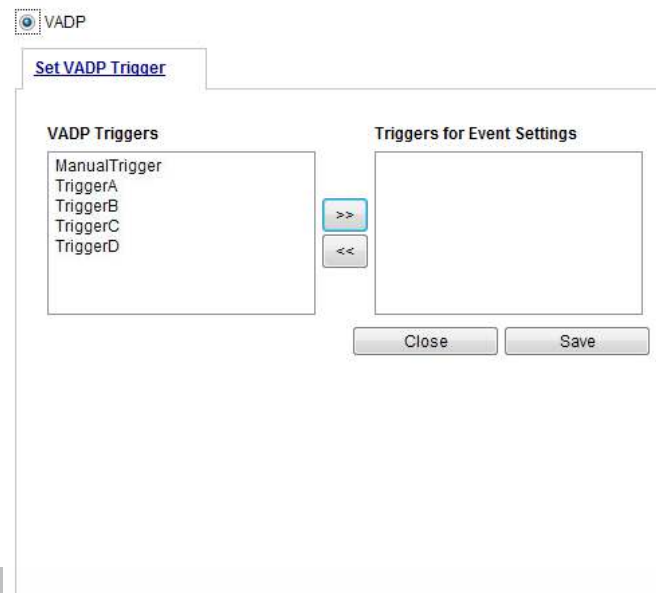 VADP
Set VADP Trigger
VADP Triggers
Triggers for Event Settings
ManualTrigger
TriggerA
TriggerB
TriggerC
TriggerD
>>
<<
Close
Save